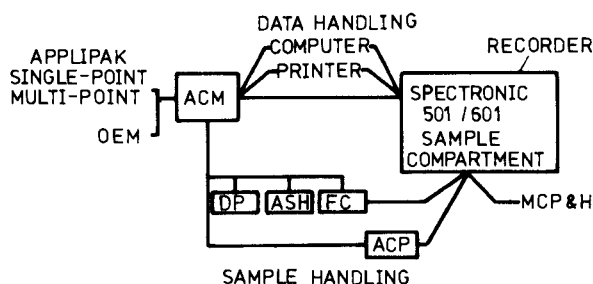 DATA HANDLING
COMPUTER
PRINTER
RECORDER
APPLIPAK
SINGLE-POINT
MULTI-POINT
OEM
ACM
SPECTRONIC
501 / 601
SAMPLE
COMPARTMENT
DP
ASH
FC
MCP & H
ACP
SAMPLE HANDLING